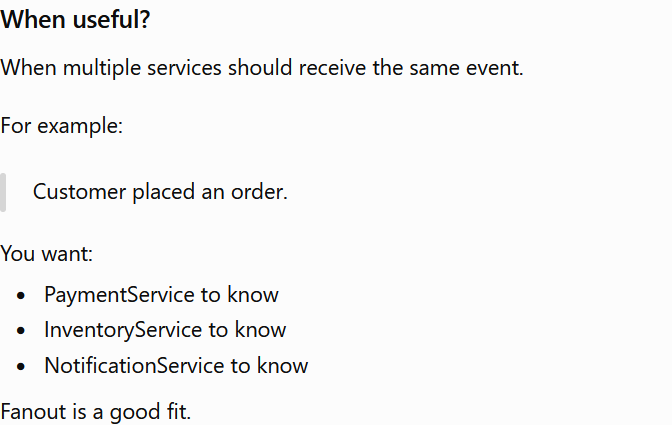 When useful?
When multiple services should receive the same event.
For example:
Customer placed an order.
You want:
• PaymentService to know
• InventoryService to know
• NotificationService to know
Fanout is a good fit.